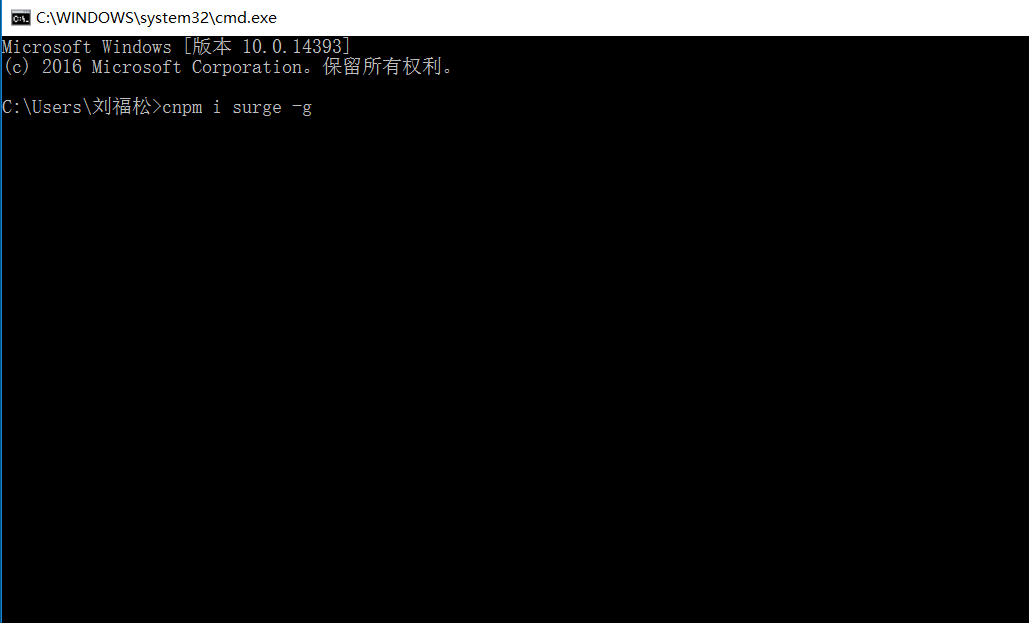 C:\WINDOWS\system32\cmd.exe
Microsoft Windows [版本 10.0.14393]
(c) 2016 Microsoft Corporation。保留所有权利。
C:\Users\刘福松>cnpm i surge -g